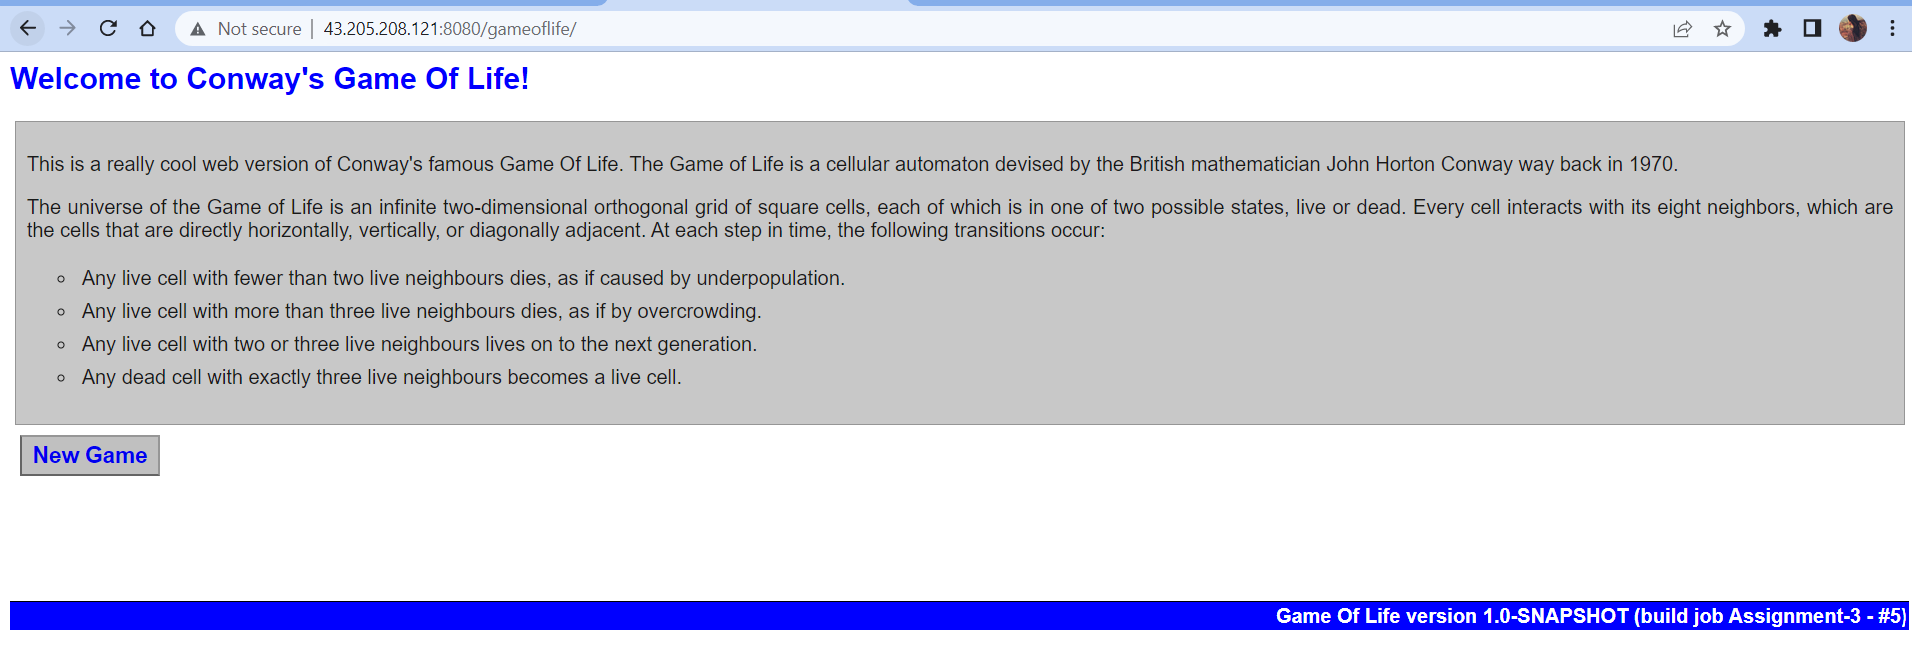 Not secure | 43.205.208.121:8080/gameoflife/
Welcome to Conway's Game Of Life!
This is a really cool web version of Conway's famous Game Of Life. The Game of Life is a cellular automaton devised by the British mathematician John Horton Conway way back in 1970.
The universe of the Game of Life is an infinite two-dimensional orthogonal grid of square cells, each of which is in one of two possible states, live or dead. Every cell interacts with its eight neighbors, which are
the cells that are directly horizontally, vertically, or diagonally adjacent. At each step in time, the following transitions occur:
Any live cell with fewer than two live neighbours dies, as if caused by underpopulation.
Any live cell with more than three live neighbours dies, as if by overcrowding.
Any live cell with two or three live neighbours lives on to the next generation.
Any dead cell with exactly three live neighbours becomes a live cell.
New Game
Game Of Life version 1.0-SNAPSHOT (build job Assignment-3 - #5)